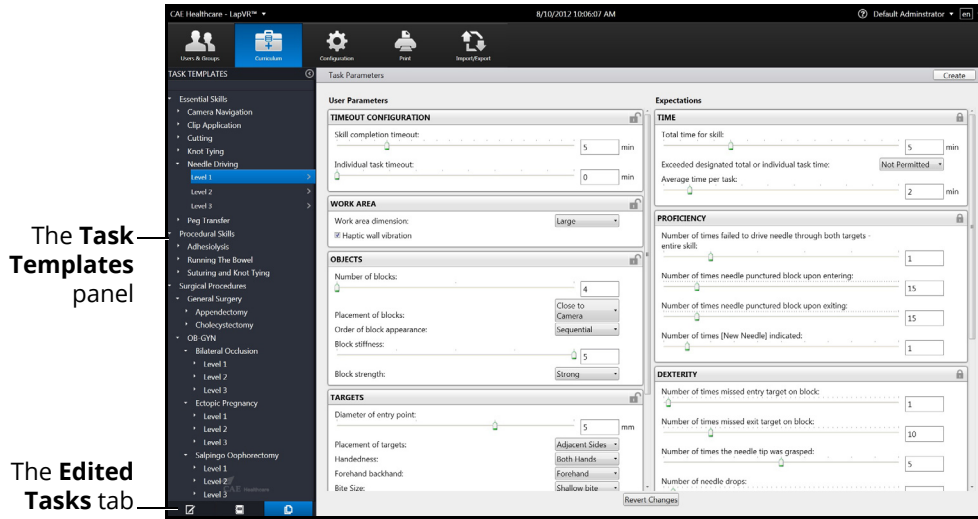 CAE Healthcare - LapVR™
8/10/2012 10:06:07 AM
Default Adminstrator
en
Users & Groups
Curriculum
Configuration
Print
Import/Export
TASK TEMPLATES
Task Parameters
Create
Essential Skills
Camera Navigation
Clip Application
Cutting
Knot Tying
Needle Driving
Level 1
Level 2
Level 3
Peg Transfer
Procedural Skills
Adhesiolysis
Running The Bowel
Suturing and Knot Tying
Surgical Procedures
General Surgery
Appendectomy
Cholecystectomy
OB-GYN
Bilateral Occlusion
Level 1
Level 2
Level 3
Ectopic Pregnancy
Level 1
Level 2
Level 3
Salpingo Oophorectomy
Level 1
Level 2
Level 3
CAE Healthcare
The Task
Templates
panel
The Edited
Tasks tab
User Parameters
TIMEOUT CONFIGURATION
Skill completion timeout:
5 min
Individual task timeout:
0 min
WORK AREA
Work area dimension: Large
Haptic wall vibration
OBJECTS
Number of blocks:
4
Placement of blocks: Close to
Camera
Order of block appearance: Sequential
Block stiffness:
5
Block strength: Strong
TARGETS
Diameter of entry point:
5 mm
Placement of targets: Adjacent Sides
Handedness: Both Hands
Forehand backhand: Forehand
Bite Size: Shallow bite
Expectations
TIME
Total time for skill:
5 min
Exceeded designated total or individual task time: Not Permitted
Average time per task:
2 min
PROFICIENCY
Number of times failed to drive needle through both targets -
entire skill:
1
Number of times needle punctured block upon entering:
15
Number of times needle punctured block upon exiting:
15
Number of times [New Needle] indicated:
1
DEXTERITY
Number of times missed entry target on block:
1
Number of times missed exit target on block:
10
Number of times the needle tip was grasped:
5
Number of needle drops:
Revert Changes